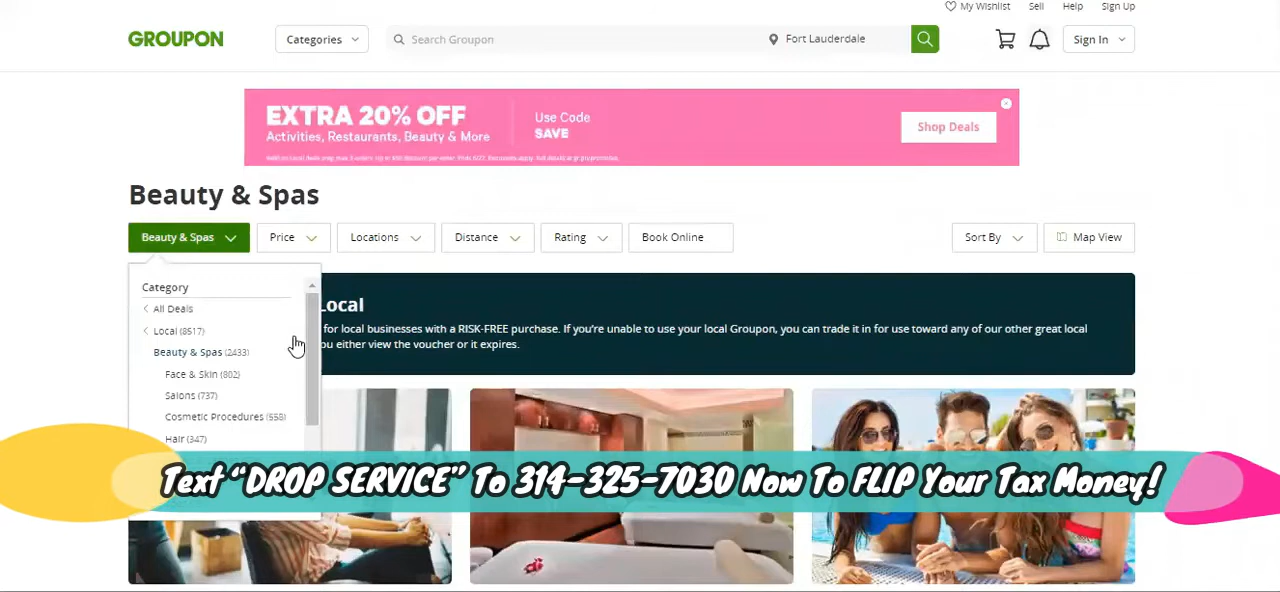 My Wishlist Sell Help Sign Up
GROUPON Categories Search Groupon Fort Lauderdale Sign In
EXTRA 20% OFF
Activities, Restaurants, Beauty & More
Use Code
SAVE
Shop Deals
Beauty & Spas
Beauty & Spas Price Locations Distance Rating Book Online Sort By Map View
Category
All Deals
Local (8517)
Beauty & Spas (2433)
Face & Skin (802)
Salons (737)
Cosmetic Procedures (558)
Hair (347)
Local
for local businesses with a RISK-FREE purchase. If you're unable to use your local Groupon, you can trade it in for use toward any of our other great local
you either view the voucher or it expires.
Text “DROP SERVICE” To 314-325-7030 Now To FLIP Your Tax Money!